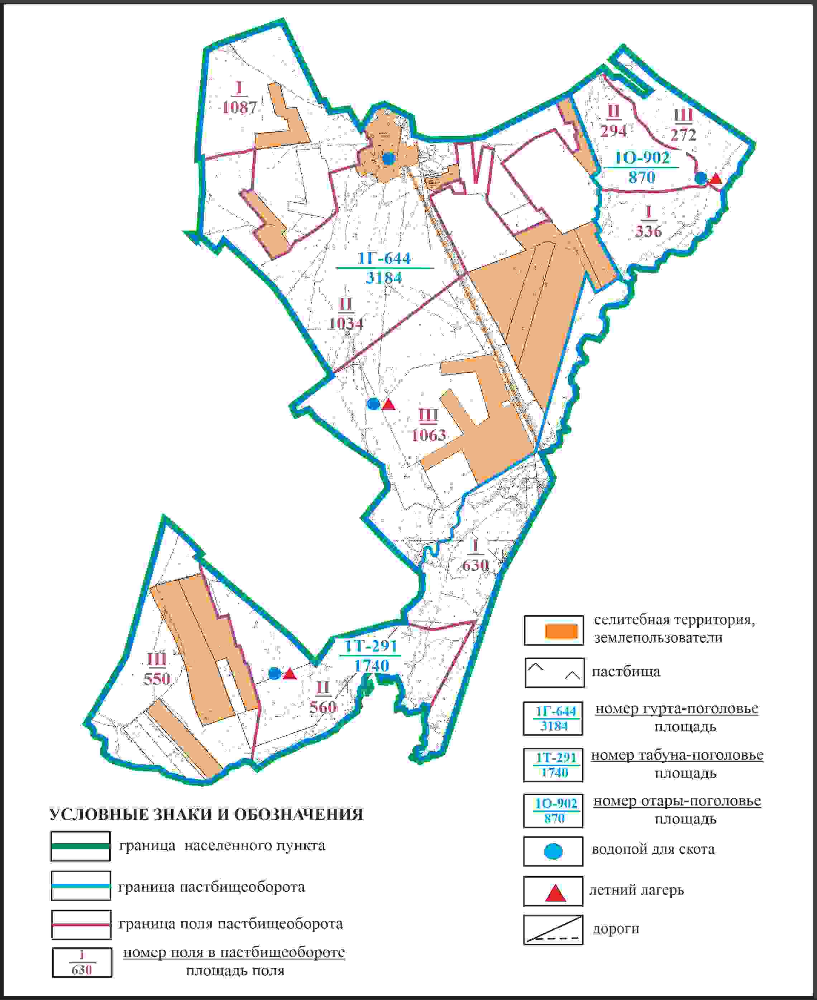 I
1087
II
294
III
272
1О-902
870
I
336
1Г-644
3184
II
1034
III
1063
I
630
1Т-291
1740
III
550
II
560
селитебная территория,
землепользователи
пастбища
1Г-644
3184
номер гурта-поголовье
площадь
1Т-291
1740
номер табуна-поголовье
площадь
1О-902
870
номер отары-поголовье
площадь
водопой для скота
летний лагерь
дороги
УСЛОВНЫЕ ЗНАКИ И ОБОЗНАЧЕНИЯ
граница населенного пункта
граница пастбищеоборота
граница поля пастбищеоборота
I
630
номер поля в пастбищеобороте
площадь поля